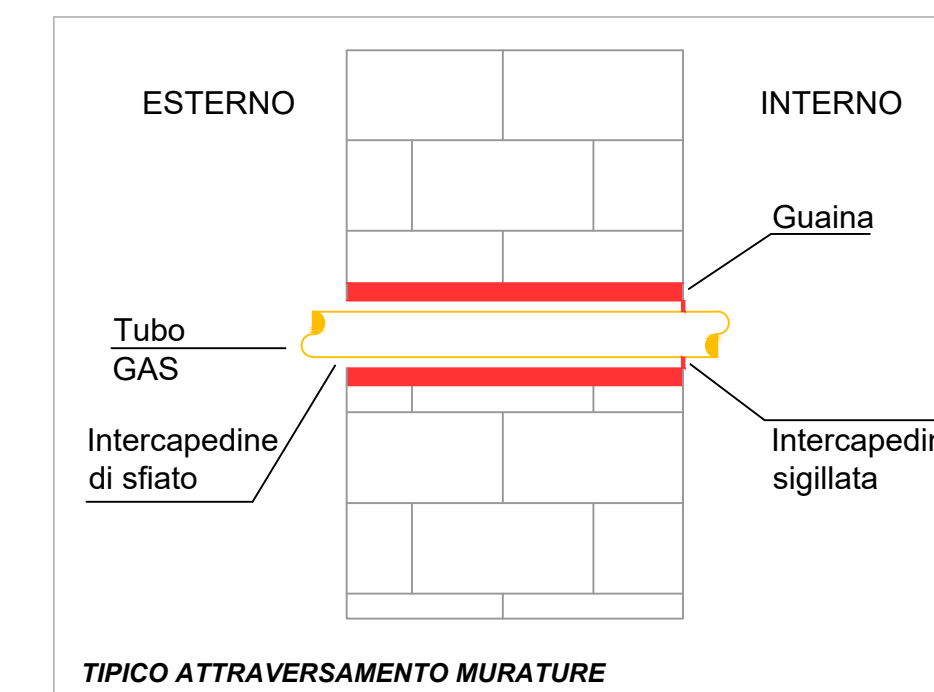 ESTERNO
INTERNO
Guaina
Tubo
GAS
Intercapedine
di sfiato
sigillata
TIPICO ATTRAVERSAMENTO MURATURE